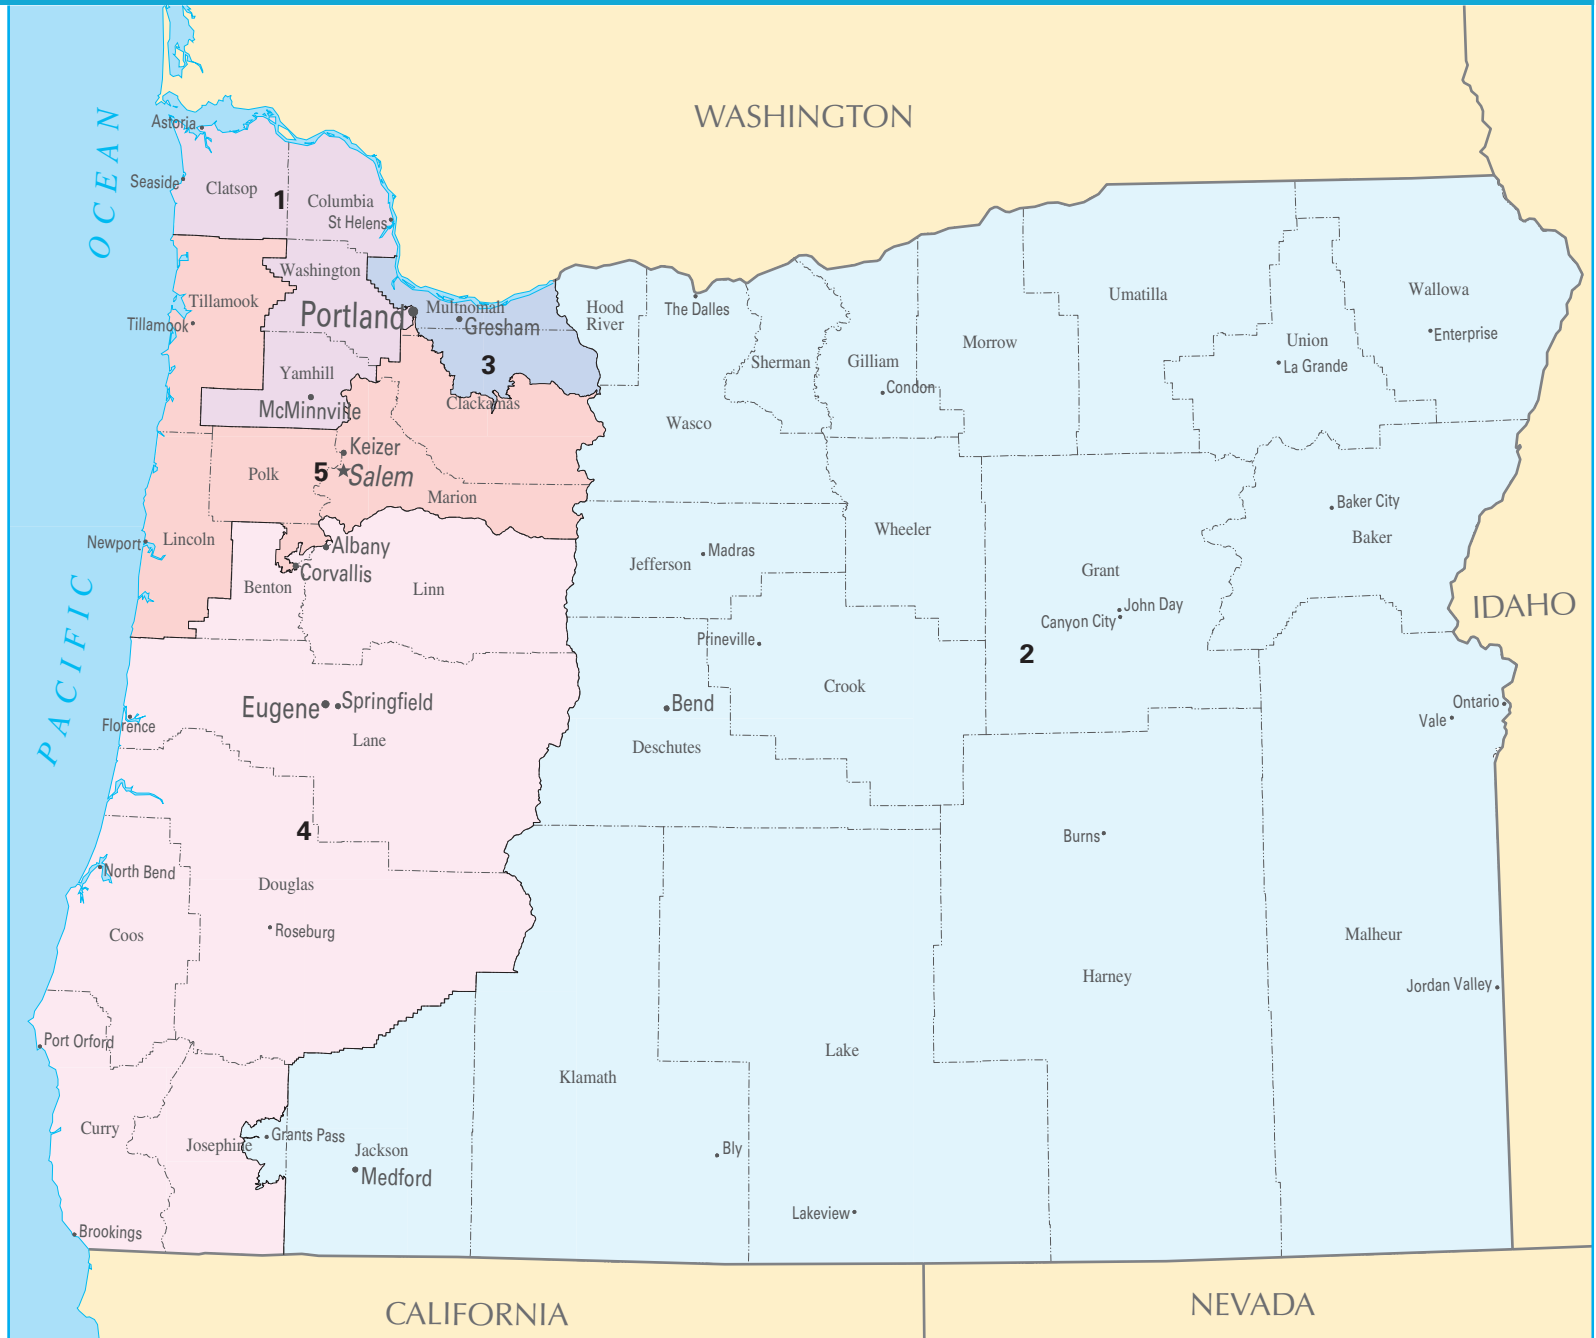 WASHINGTON
OCEAN
Astoria
Seaside
Clatsop
1
Columbia
St Helens
Washington
Tillamook
Portland
Multnomah
Gresham
Tillamook
3
Yamhill
McMinnville
Clackamas
Keizer
5
Salem
Polk
Marion
Newport
Lincoln
Albany
Corvallis
Benton
Linn
PACIFIC
Hood
River
The Dalles
Sherman
Gilliam
Condon
Morrow
Umatilla
Union
La Grande
Wallowa
Enterprise
Wasco
Wheeler
Baker City
Baker
Jefferson
Madras
Grant
John Day
Canyon City
IDAHO
Prineville
2
Crook
Bend
Deschutes
Ontario
Vale
Eugene
Springfield
Florence
Lane
4
Burns
North Bend
Douglas
Coos
Roseburg
Malheur
Harney
Jordan Valley
Port Orford
Lake
Klamath
Curry
Josephine
Grants Pass
Jackson
Medford
Bly
Lakeview
Brookings
CALIFORNIA
NEVADA